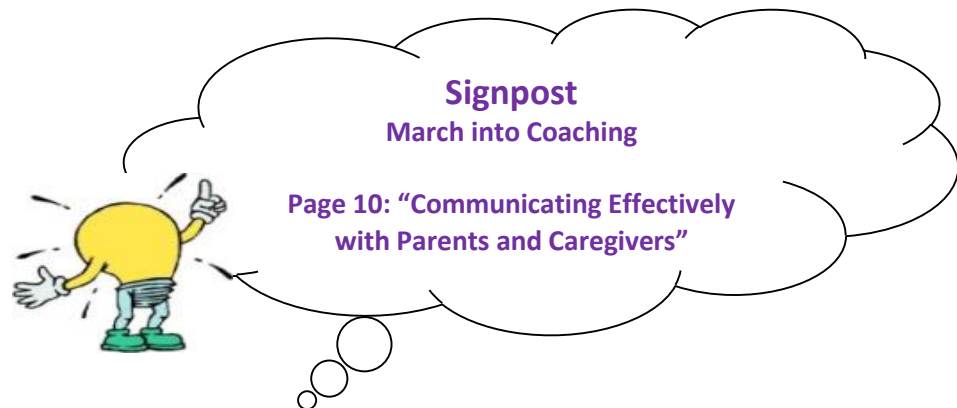 Signpost
March into Coaching
Page 10: “Communicating Effectively
with Parents and Caregivers”